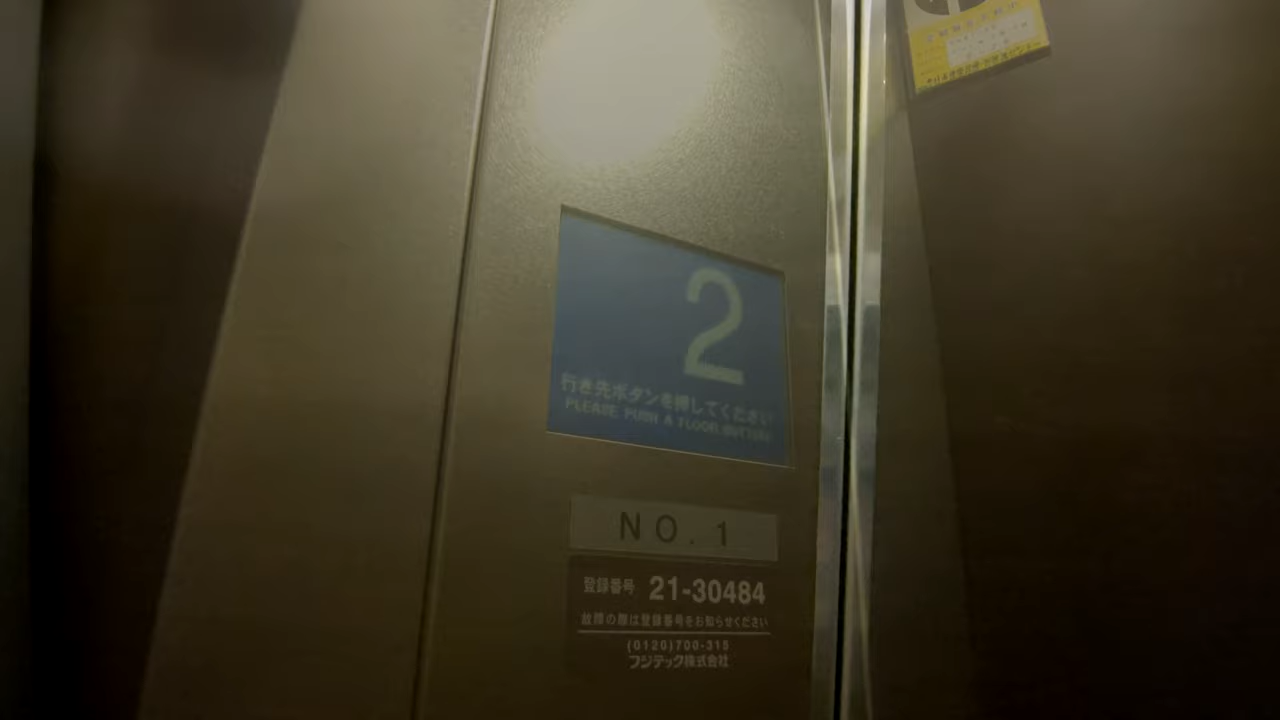 2
行き先ボタンを押してください
PLEASE PUSH A FLOOR BUTTON
NO.1
登録番号 21-30484
故障の際は登録番号をお知らせください
(0120)700-315
フジテック株式会社